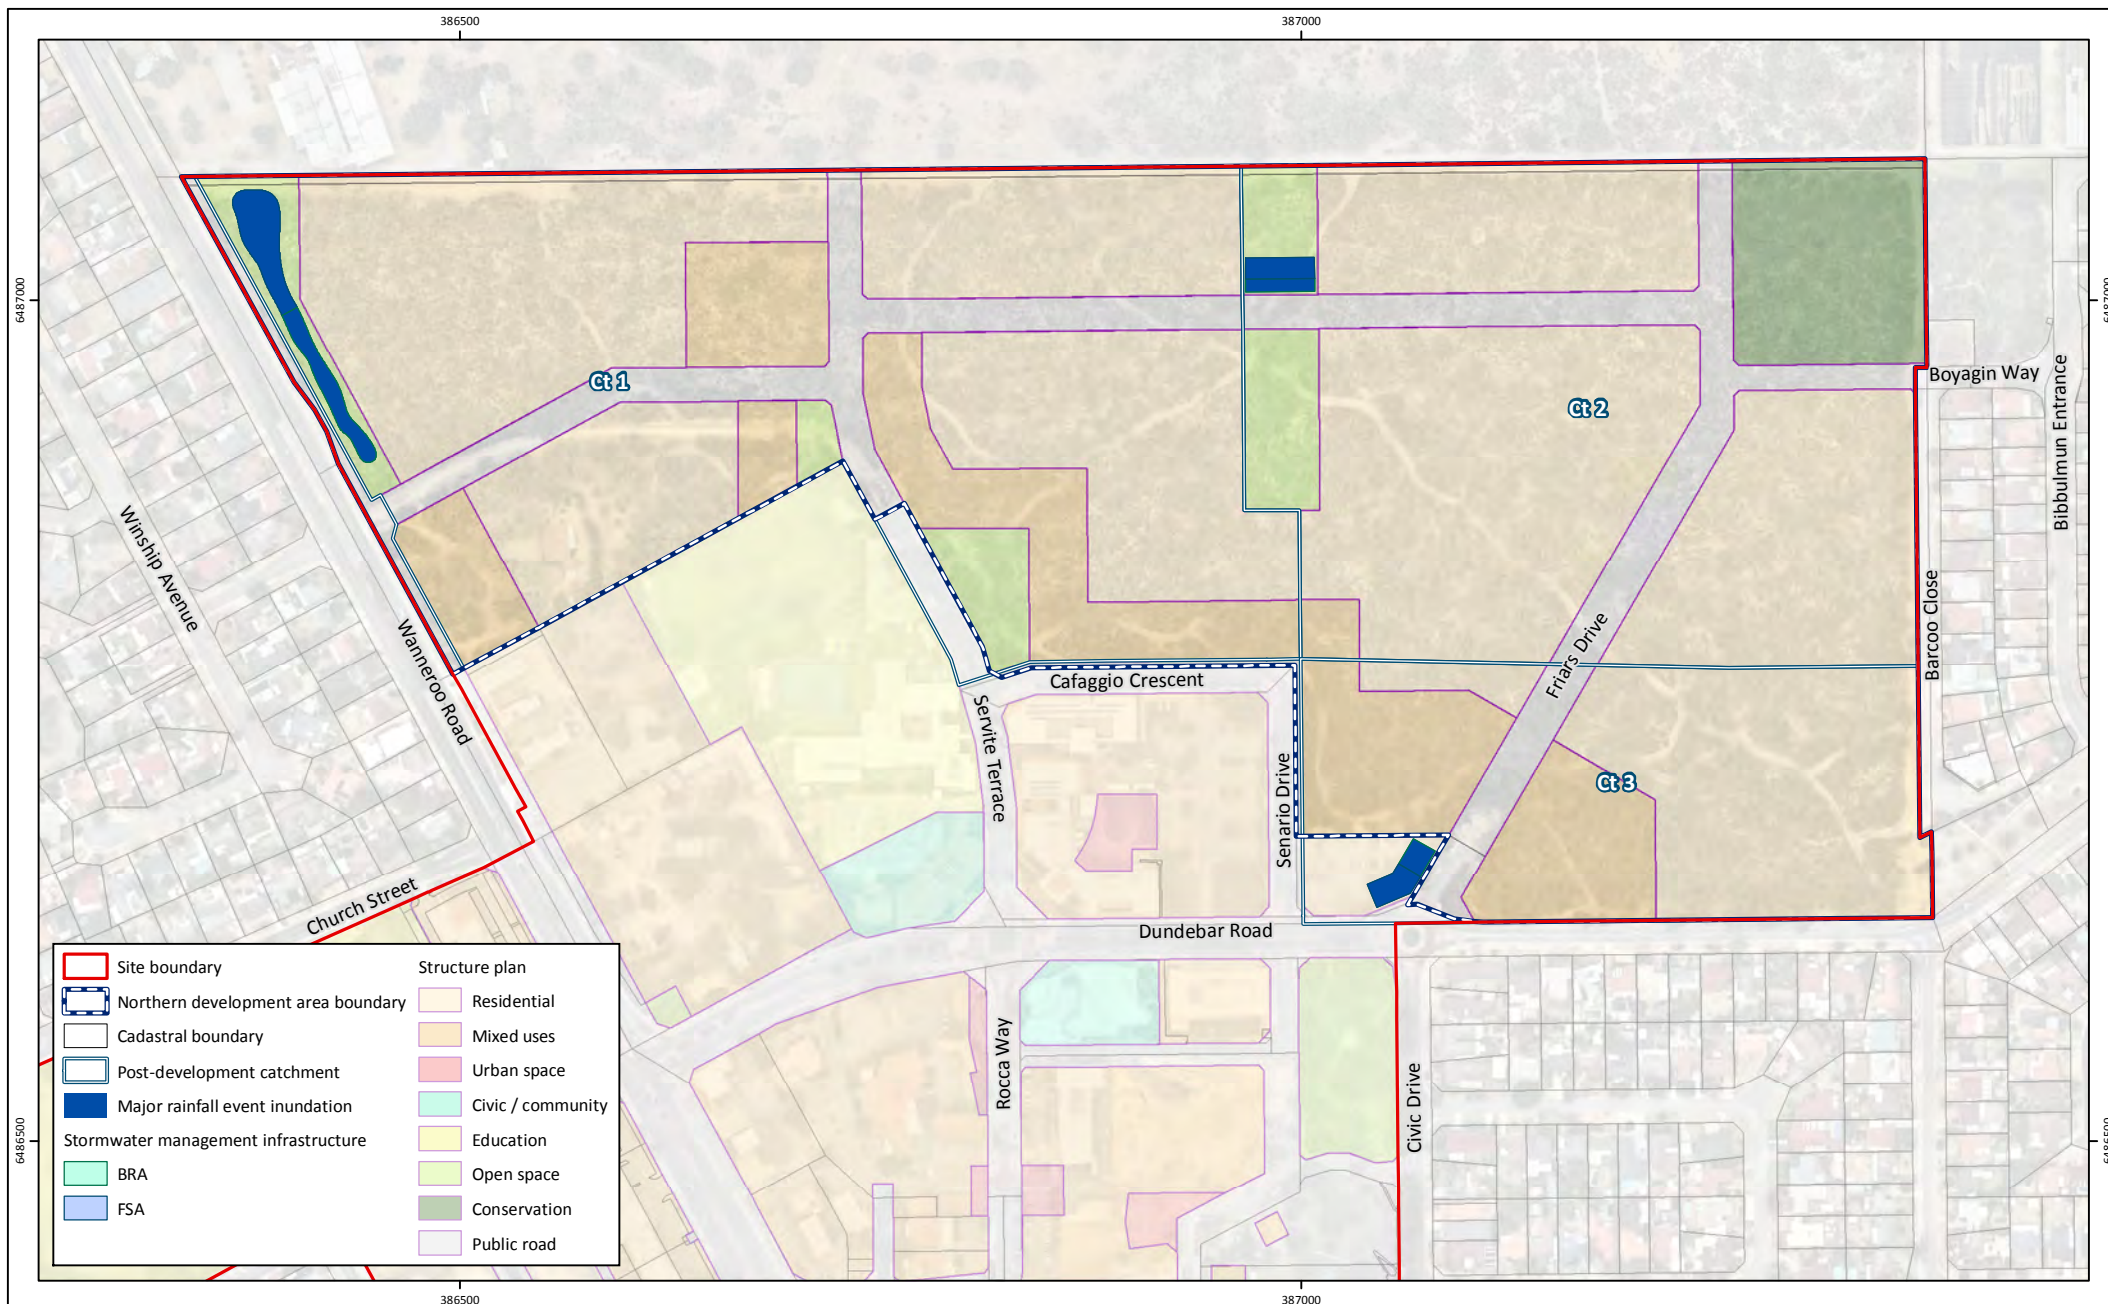 386500
387000
6487000
6487000
Boyagin Way
Bibbulmun Entrance
Ct 1
Ct 2
Winship Avenue
Wanneroo Road
Barcoo Close
Friars Drive
Cafaggio Crescent
Servite Terrace
Senario Drive
Ct 3
Church Street
Dundebar Road
Rocca Way
Civic Drive
6486500
6486500
Site boundary
Northern development area boundary
Cadastral boundary
Post-development catchment
Major rainfall event inundation
Stormwater management infrastructure
BRA
FSA
Structure plan
Residential
Mixed uses
Urban space
Civic / community
Education
Open space
Conservation
Public road
386500
387000